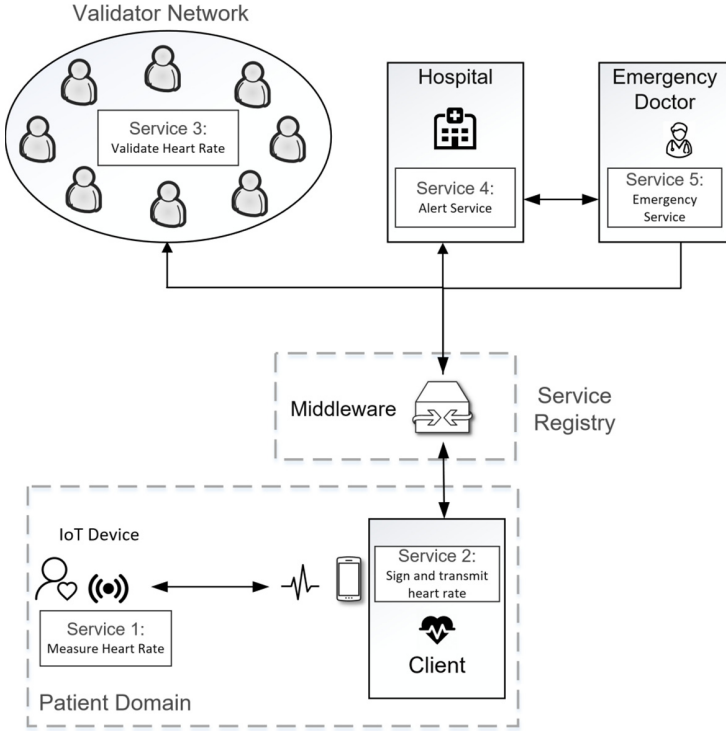 Validator Network
Service 3:
Validate Heart Rate
Hospital
Service 4:
Alert Service
Emergency
Doctor
Service 5:
Emergency
Service
Middleware
Service
Registry
IoT Device
Service 1:
Measure Heart Rate
Service 2:
Sign and transmit
heart rate
Client
Patient Domain